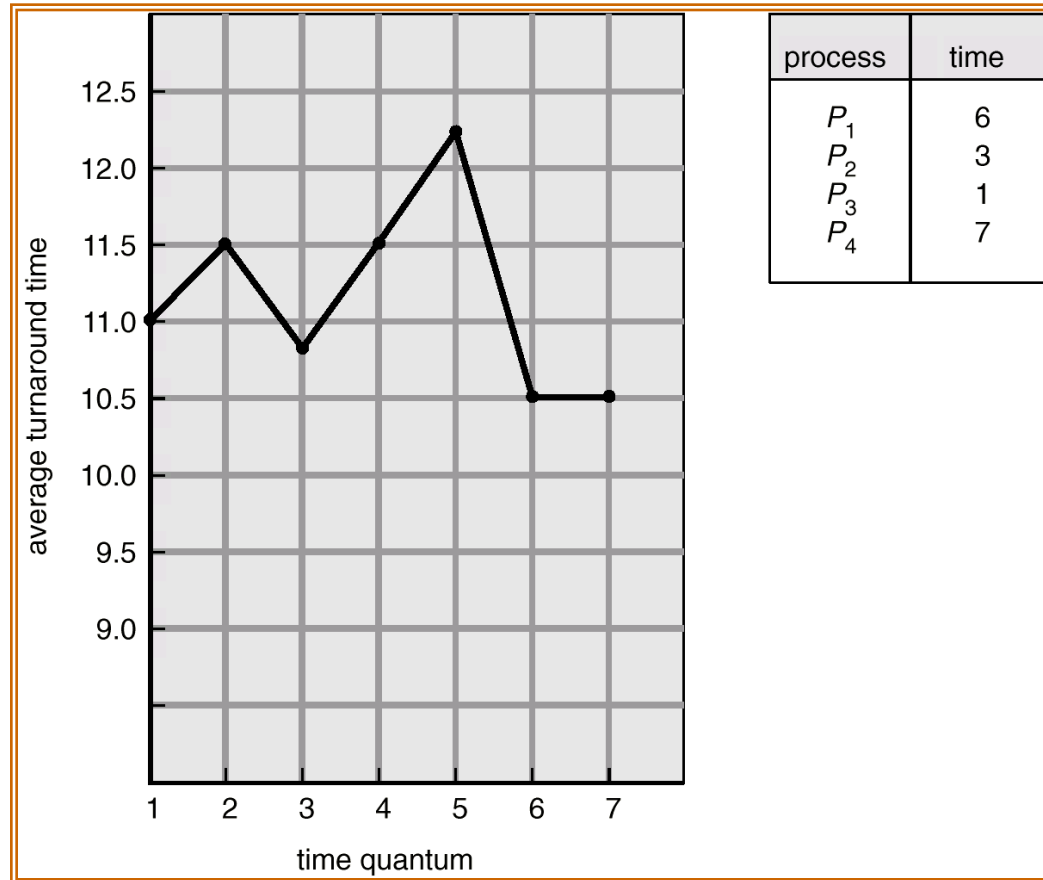 12.5
12.0
11.5
11.0
10.5
10.0
9.5
9.0
average turnaround time
1 2 3 4 5 6 7
time quantum
process time
P1 6
P2 3
P3 1
P4 7